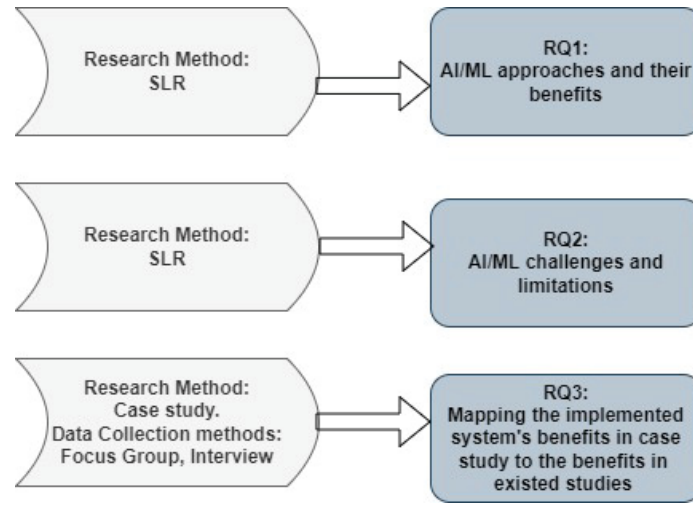 Research Method:
SLR
RQ1:
AI/ML approaches and their
benefits
Research Method:
SLR
RQ2:
AI/ML challenges and
limitations
Research Method:
Case study.
Data Collection methods:
Focus Group, Interview
RQ3:
Mapping the implemented
system's benefits in case
study to the benefits in
existed studies